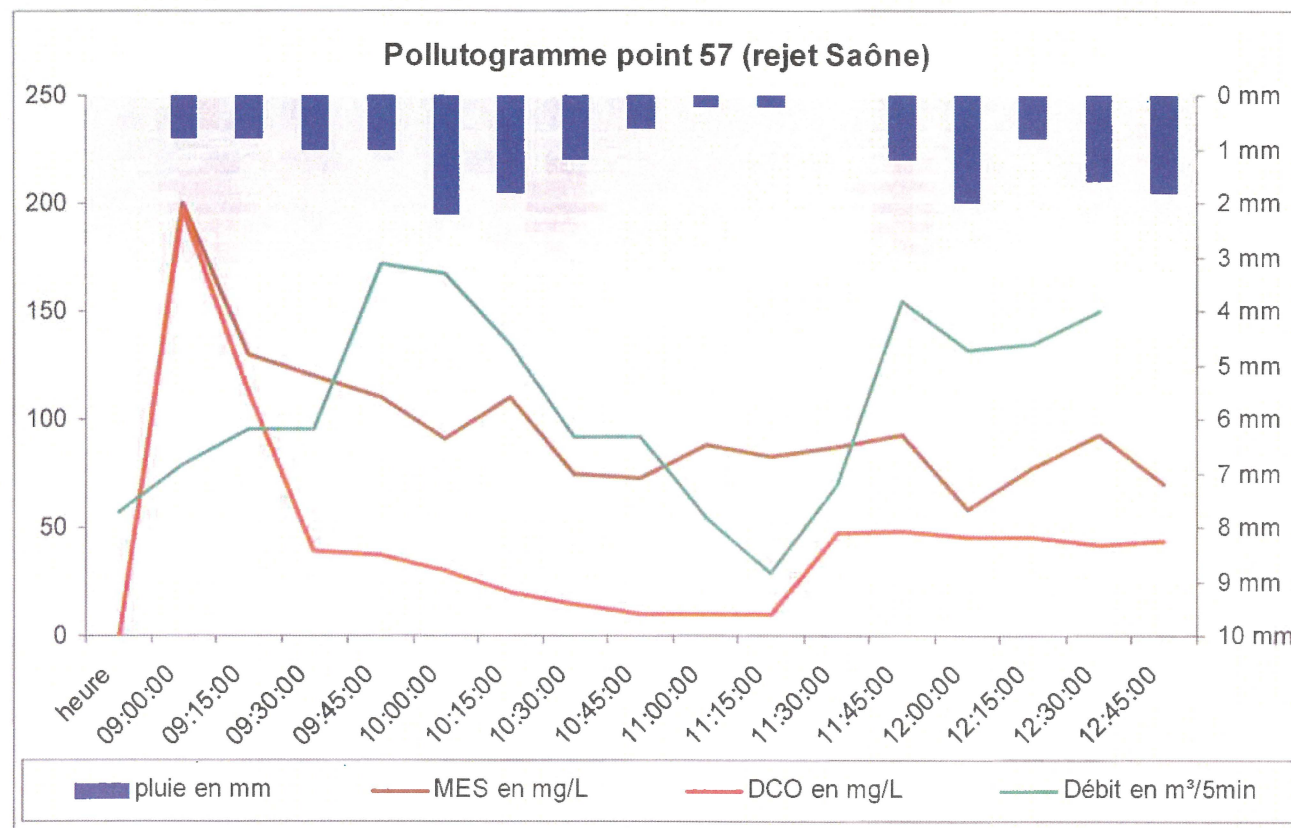 Pollutogramme point 57 (rejet Saône)
250
200
150
100
50
0
0 mm
1 mm
2 mm
3 mm
4 mm
5 mm
6 mm
7 mm
8 mm
9 mm
10 mm
heure
09:00:00
09:15:00
09:30:00
09:45:00
10:00:00
10:15:00
10:30:00
10:45:00
11:00:00
11:15:00
11:30:00
11:45:00
12:00:00
12:15:00
12:30:00
12:45:00
pluie en mm
MES en mg/L
DCO en mg/L
Débit en m³/5min